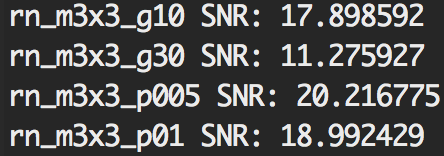 rn_m3x3_g10 SNR: 17.898592
rn_m3x3_g30 SNR: 11.275927
rn_m3x3_p005 SNR: 20.216775
rn_m3x3_p01 SNR: 18.992429